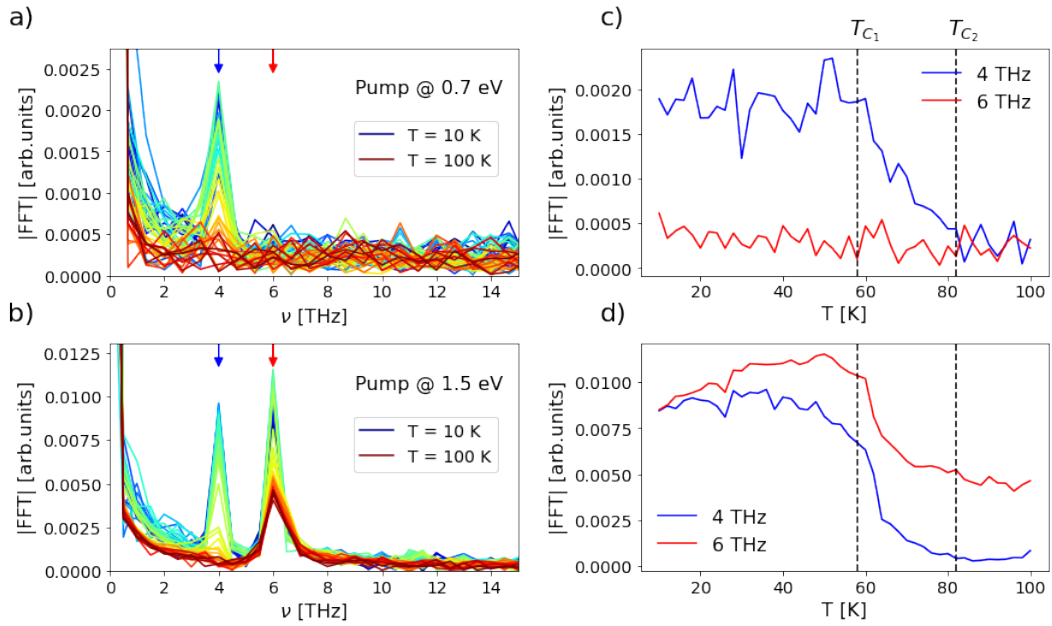 a)
0.0025
0.0020
0.0015
0.0010
0.0005
0.0000
|FFT| [arb.units]
Pump @ 0.7 eV
T = 10 K
T = 100 K
0 2 4 6 8 10 12 14
ν [THz]
b)
0.0125
0.0100
0.0075
0.0050
0.0025
0.0000
|FFT| [arb.units]
Pump @ 1.5 eV
T = 10 K
T = 100 K
0 2 4 6 8 10 12 14
ν [THz]
c)
T_{C_1} T_{C_2}
0.0020
0.0015
0.0010
0.0005
0.0000
|FFT| [arb.units]
4 THz
6 THz
20 40 60 80 100
T [K]
d)
0.0100
0.0075
0.0050
0.0025
0.0000
|FFT| [arb.units]
4 THz
6 THz
20 40 60 80 100
T [K]